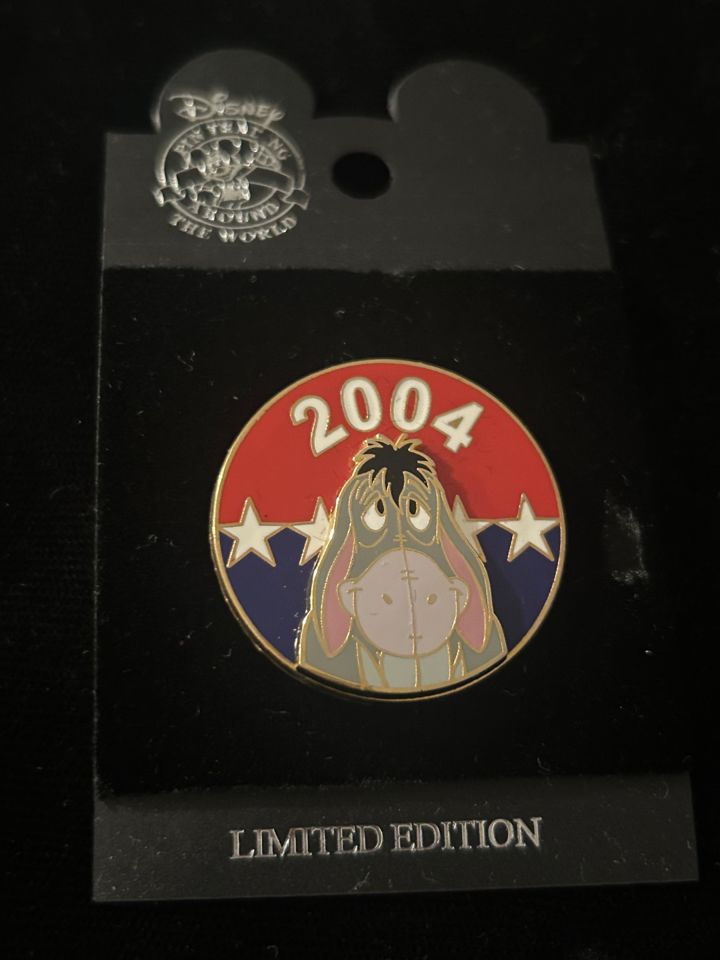 Disney
PIN TRADING
AROUND
THE WORLD
2004
LIMITED EDITION